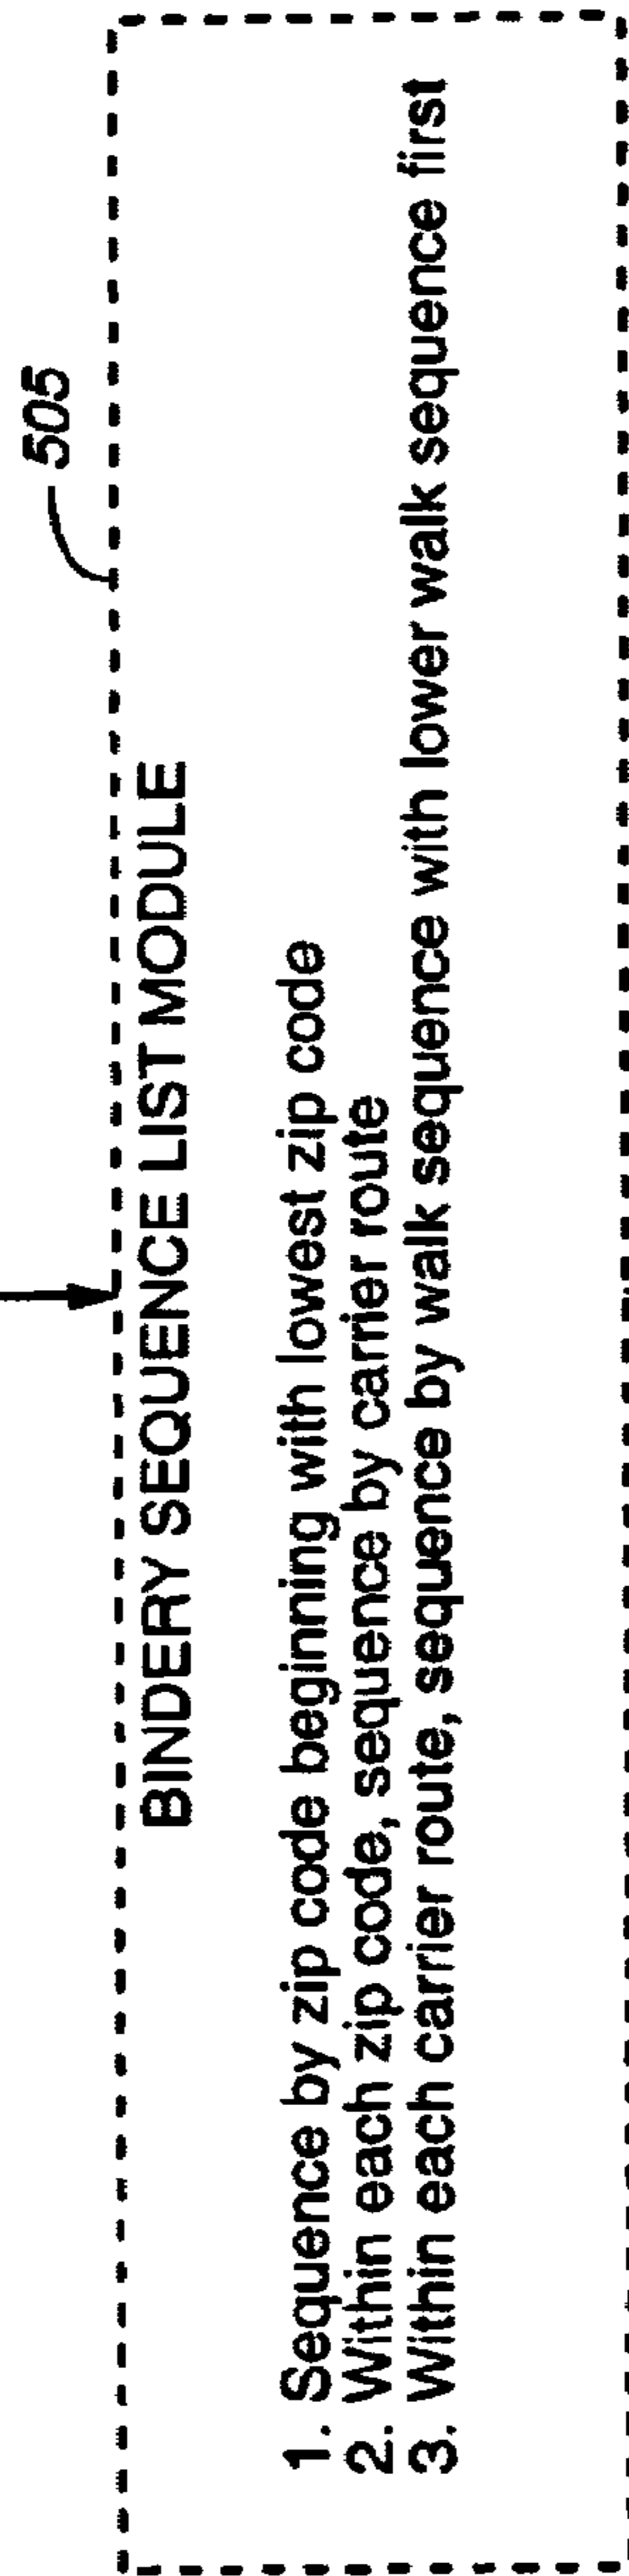 505
BINDERY SEQUENCE LIST MODULE
1. Sequence by zip code beginning with lowest zip code
2. Within each zip code, sequence by carrier route
3. Within each carrier route, sequence by walk sequence with lower walk sequence first